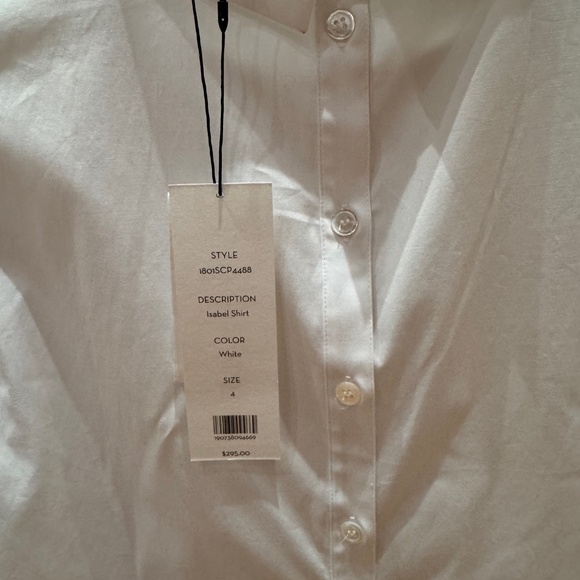 STYLE
1801SCP4488
DESCRIPTION
Isabel Shirt
COLOR
White
SIZE
4
190738094669
$295.00